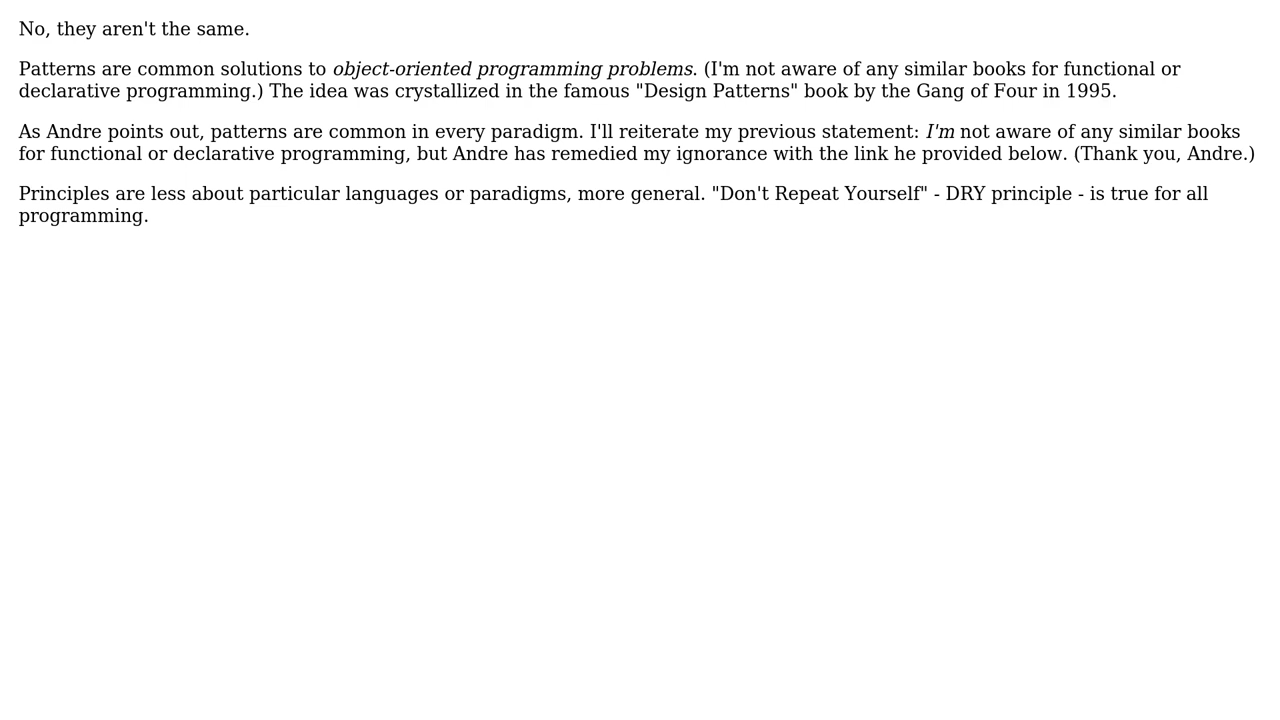 No, they aren't the same.
Patterns are common solutions to object-oriented programming problems. (I'm not aware of any similar books for functional or
declarative programming.) The idea was crystallized in the famous "Design Patterns" book by the Gang of Four in 1995.
As Andre points out, patterns are common in every paradigm. I'll reiterate my previous statement: I'm not aware of any similar books
for functional or declarative programming, but Andre has remedied my ignorance with the link he provided below. (Thank you, Andre.)
Principles are less about particular languages or paradigms, more general. "Don't Repeat Yourself" - DRY principle - is true for all
programming.